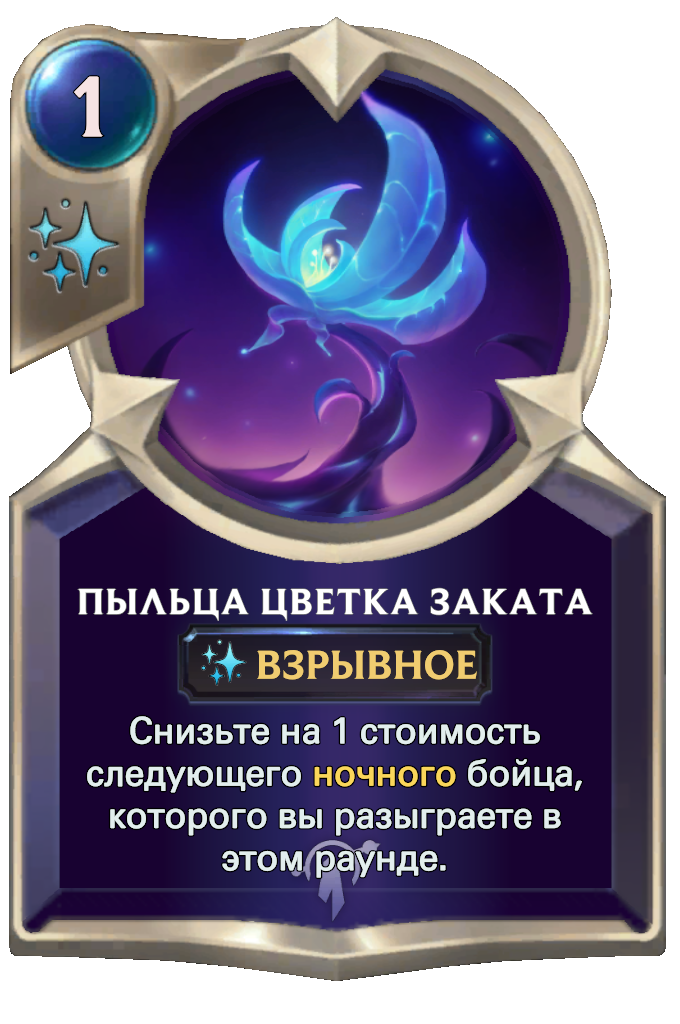 1
ПЫЛЬЦА ЦВЕТКА ЗАКАТА
ВЗРЫВНОЕ
Снизьте на 1 стоимость
следующего ночного бойца,
которого вы разыграете в
этом раунде.